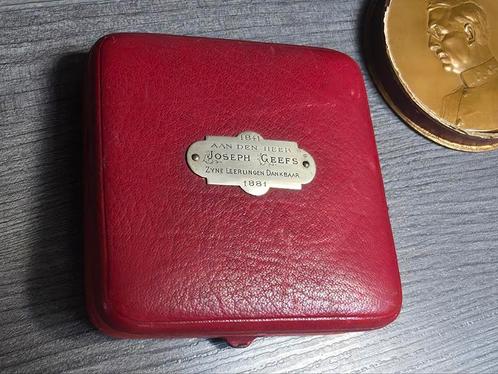 1841
AAN DEN HEER
JOSEPH GEEFS
ZYNE LEERLINGEN DANKBAAR
1881